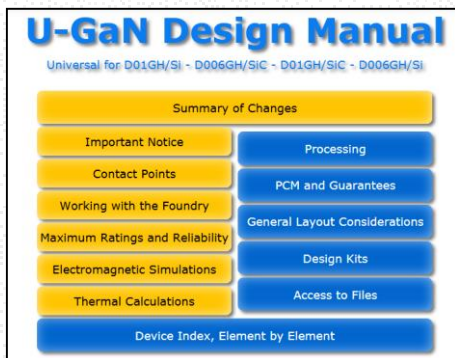 U-GaN Design Manual
Universal for D01GH/Si - D006GH/SiC - D01GH/SiC - D006GH/Si
Summary of Changes
Important Notice
Contact Points
Working with the Foundry
Maximum Ratings and Reliability
Electromagnetic Simulations
Thermal Calculations
Processing
PCM and Guarantees
General Layout Considerations
Design Kits
Access to Files
Device Index, Element by Element